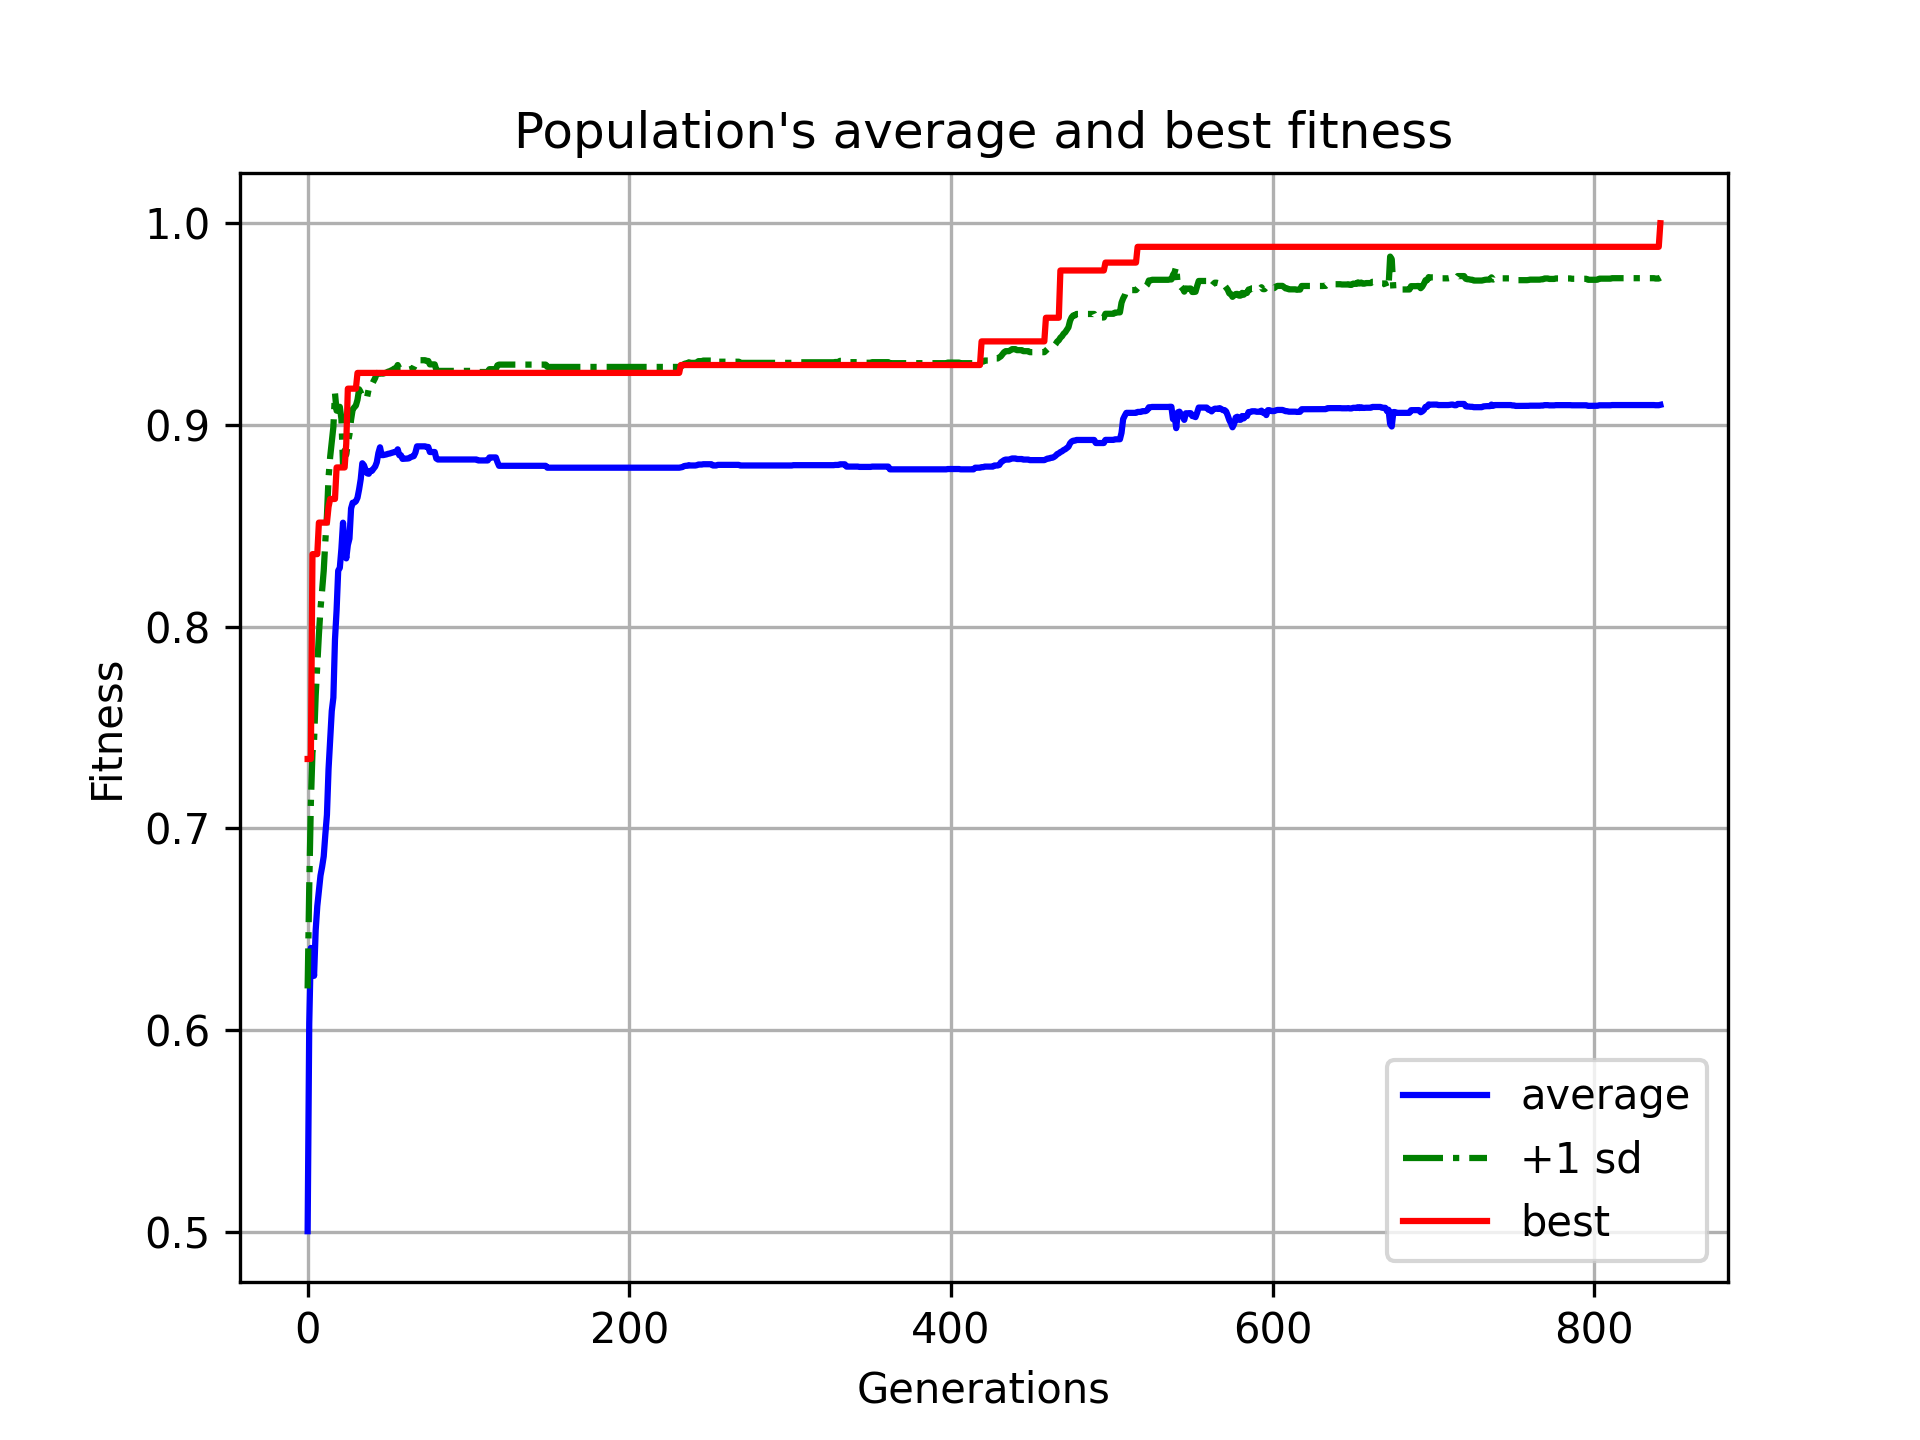 Population's average and best fitness
1.0
0.9
0.8
0.7
0.6
0.5
Fitness
0 200 400 600 800
Generations
average
+1 sd
best